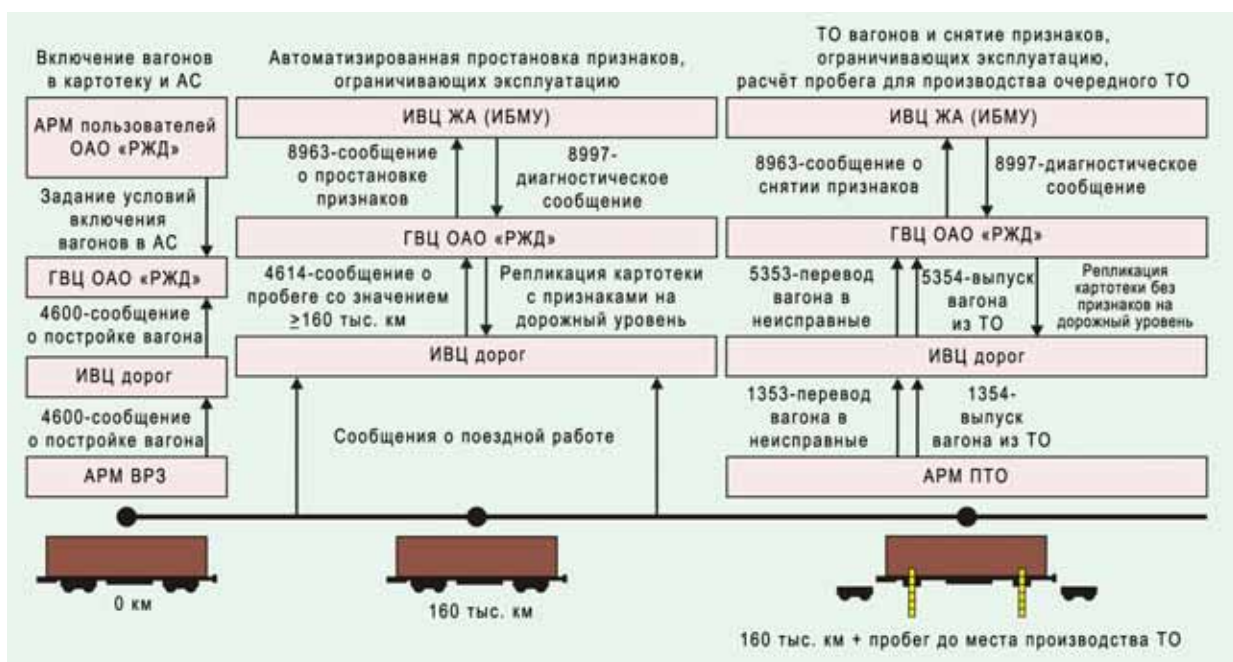 Включение вагонов
в картотеку и АС
АРМ пользователей
ОАО «РЖД»
Задание условий
включения
вагонов в АС
ГВЦ ОАО «РЖД»
4600-сообщение
о постройке вагона
ИВЦ дорог
4600-сообщение
о постройке вагона
АРМ ВРЗ
0 км
Автоматизированная простановка признаков,
ограничивающих эксплуатацию
ИВЦ ЖА (ИБМУ)
8963-сообщение
о простановке
признаков
8997-
диагностическое
сообщение
ГВЦ ОАО «РЖД»
4614-сообщение о
пробеге со значением
≥160 тыс. км
Репликация картотеки
с признаками на
дорожный уровень
ИВЦ дорог
Сообщения о поездной работе
160 тыс. км
ТО вагонов и снятие признаков,
ограничивающих эксплуатацию,
расчёт пробега для производства очередного ТО
ИВЦ ЖА (ИБМУ)
8963-сообщение о
снятии признаков
8997-диагностическое
сообщение
ГВЦ ОАО «РЖД»
5353-перевод
вагона в
неисправные
5354-выпуск
вагона
из ТО
Репликация
картотеки без
признаков на
дорожный уровень
ИВЦ дорог
1353-перевод
вагона в
неисправные
1354-
выпуск
вагона из ТО
АРМ ПТО
160 тыс. км + пробег до места производства ТО